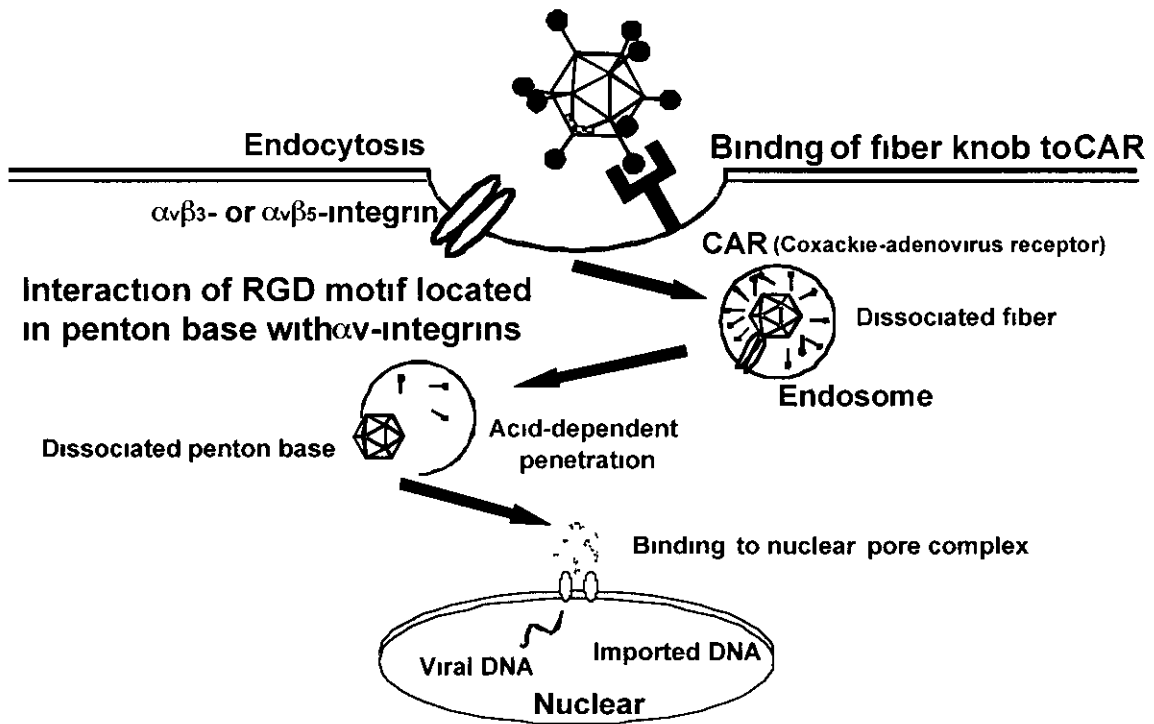 Endocytosis
Bindng of fiber knob toCAR
αvβ3- or αvβ5-integrin
CAR (Coxackie-adenovirus receptor)
Interaction of RGD motif located
in penton base withαv-integrins
Dissociated fiber
Endosome
Dissociated penton base
Acid-dependent
penetration
Binding to nuclear pore complex
Viral DNA
Imported DNA
Nuclear